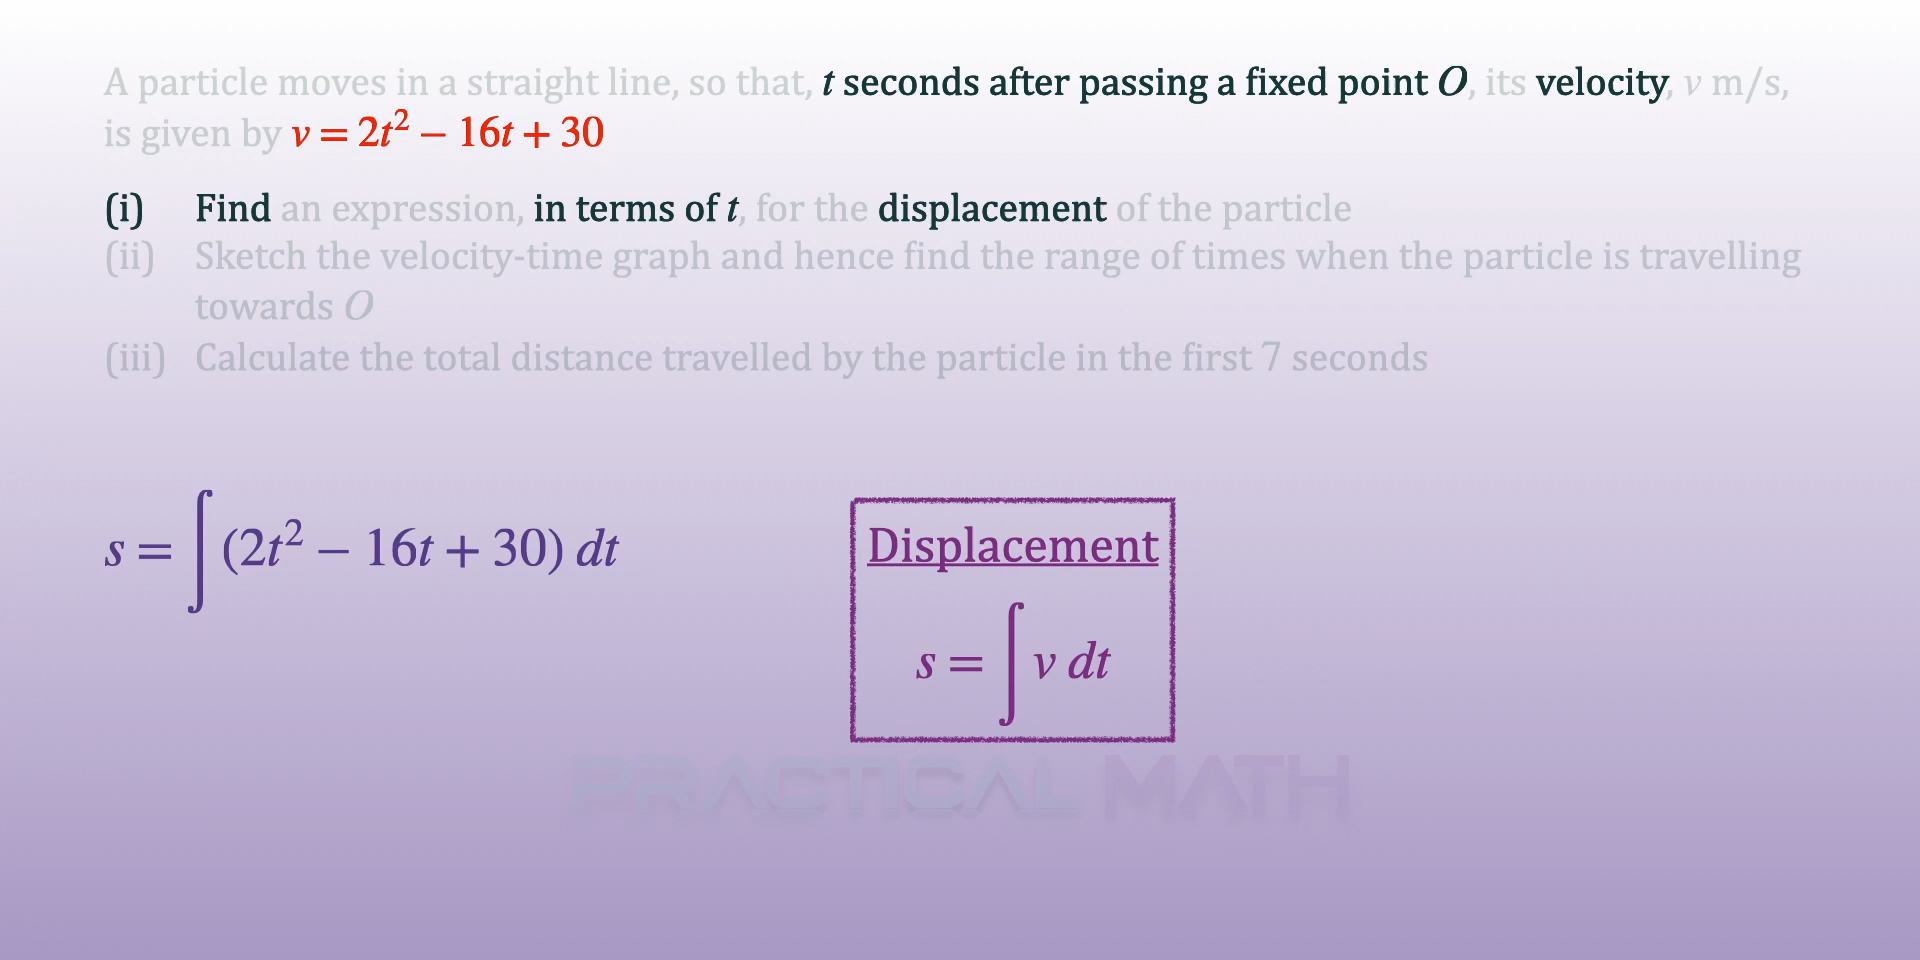 A particle moves in a straight line, so that, t seconds after passing a fixed point O, its velocity, v m/s,
is given by v = 2t² − 16t + 30
(i) Find an expression, in terms of t, for the displacement of the particle
(ii) Sketch the velocity-time graph and hence find the range of times when the particle is travelling
towards O
(iii) Calculate the total distance travelled by the particle in the first 7 seconds
s = ∫ (2t² − 16t + 30) dt
Displacement
s = ∫ v dt
PRACTICAL MATH